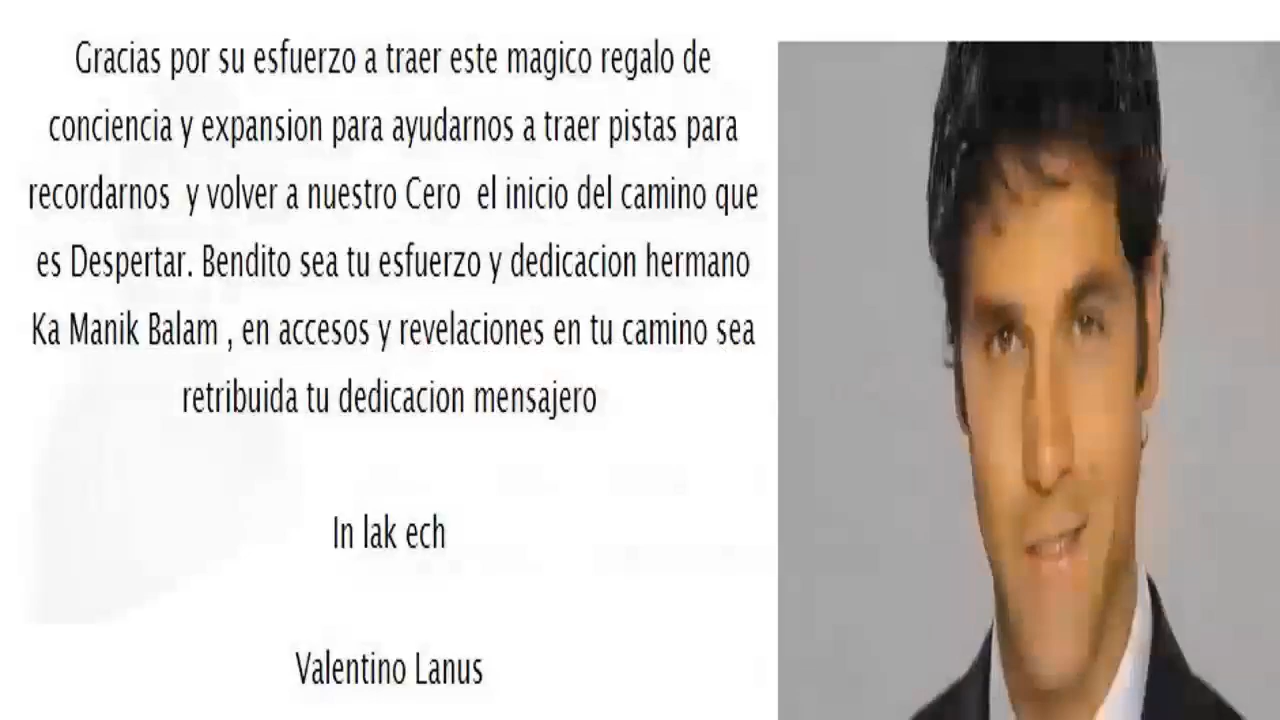 Gracias por su esfuerzo a traer este magico regalo de
conciencia y expansion para ayudarnos a traer pistas para
recordarnos y volver a nuestro Cero el inicio del camino que
es Despertar. Bendito sea tu esfuerzo y dedicacion hermano
Ka Manik Balam , en accesos y revelaciones en tu camino sea
retribuida tu dedicacion mensajero
In lak ech
Valentino Lanus